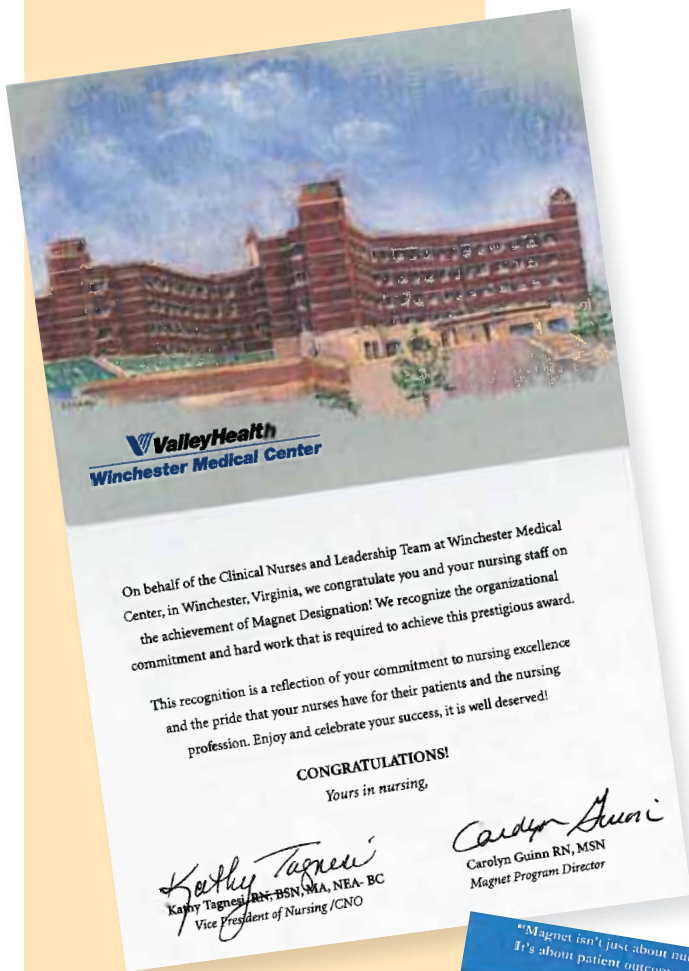 ValleyHealth
Winchester Medical Center
On behalf of the Clinical Nurses and Leadership Team at Winchester Medical
Center, in Winchester, Virginia, we congratulate you and your nursing staff on
the achievement of Magnet Designation! We recognize the organizational
commitment and hard work that is required to achieve this prestigious award.
This recognition is a reflection of your commitment to nursing excellence
and the pride that your nurses have for their patients and the nursing
profession. Enjoy and celebrate your success, it is well deserved!
CONGRATULATIONS!
Yours in nursing,
Kathy Tagnesi
Kathy Tagnesi, RN, BSN, MA, NEA- BC
Vice President of Nursing /CNO
Carolyn Guinn
Carolyn Guinn RN, MSN
Magnet Program Director
"Magnet isn't just about
It's about patient